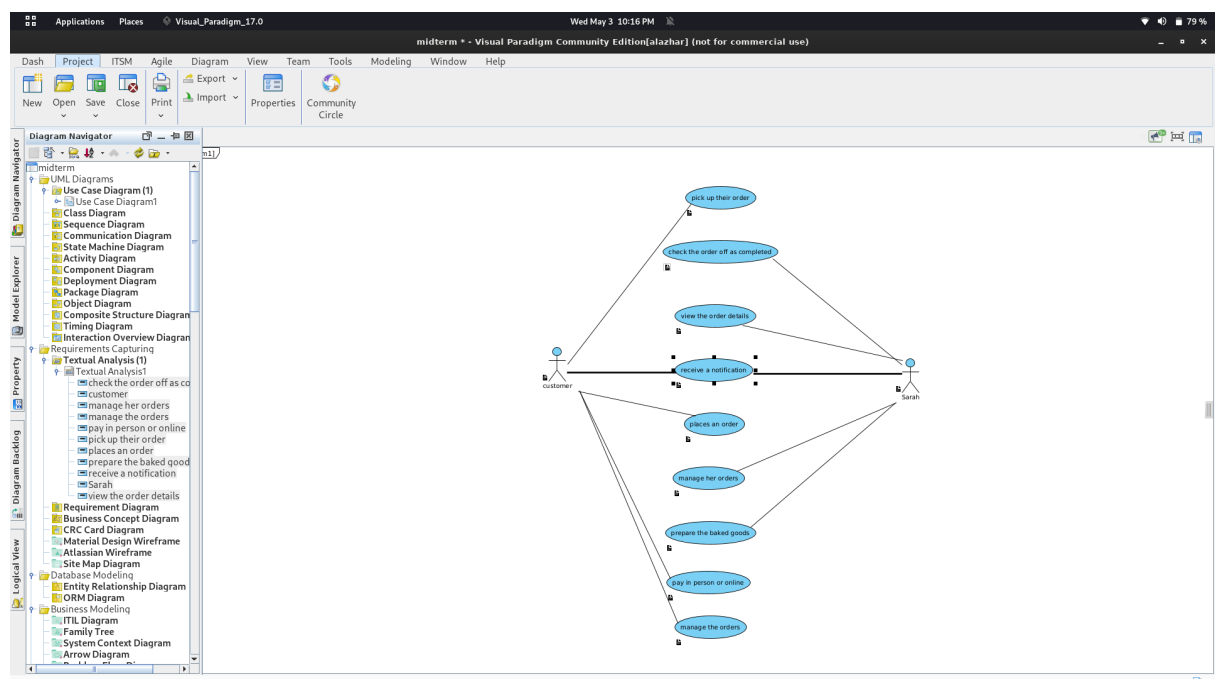 Applications Places Visual_Paradigm_17.0 Wed May 3 10:16 PM 79 %
midterm * - Visual Paradigm Community Edition[alazhar] (not for commercial use)
Dash Project ITSM Agile Diagram View Team Tools Modeling Window Help
New Open Save Close Print Export Import Properties Community Circle
Diagram Navigator
Diagram Navigator
Model Explorer
Property
Diagram Backlog
Logical View
m1]
midterm
UML Diagrams
Use Case Diagram (1)
Use Case Diagram1
Class Diagram
Sequence Diagram
Communication Diagram
State Machine Diagram
Activity Diagram
Component Diagram
Deployment Diagram
Package Diagram
Object Diagram
Composite Structure Diagran
Timing Diagram
Interaction Overview Diagran
Requirements Capturing
Textual Analysis (1)
Textual Analysis1
check the order off as co
customer
manage her orders
manage the orders
pay in person or online
pick up their order
places an order
prepare the baked good
receive a notification
Sarah
view the order details
Requirement Diagram
Business Concept Diagram
CRC Card Diagram
Material Design Wireframe
Atlassian Wireframe
Site Map Diagram
Database Modeling
Entity Relationship Diagram
ORM Diagram
Business Modeling
ITIL Diagram
Family Tree
System Context Diagram
Arrow Diagram
pick up their order
check the order off as completed
view the order details
receive a notification
customer
Sarah
places an order
manage her orders
prepare the baked goods
pay in person or online
manage the orders